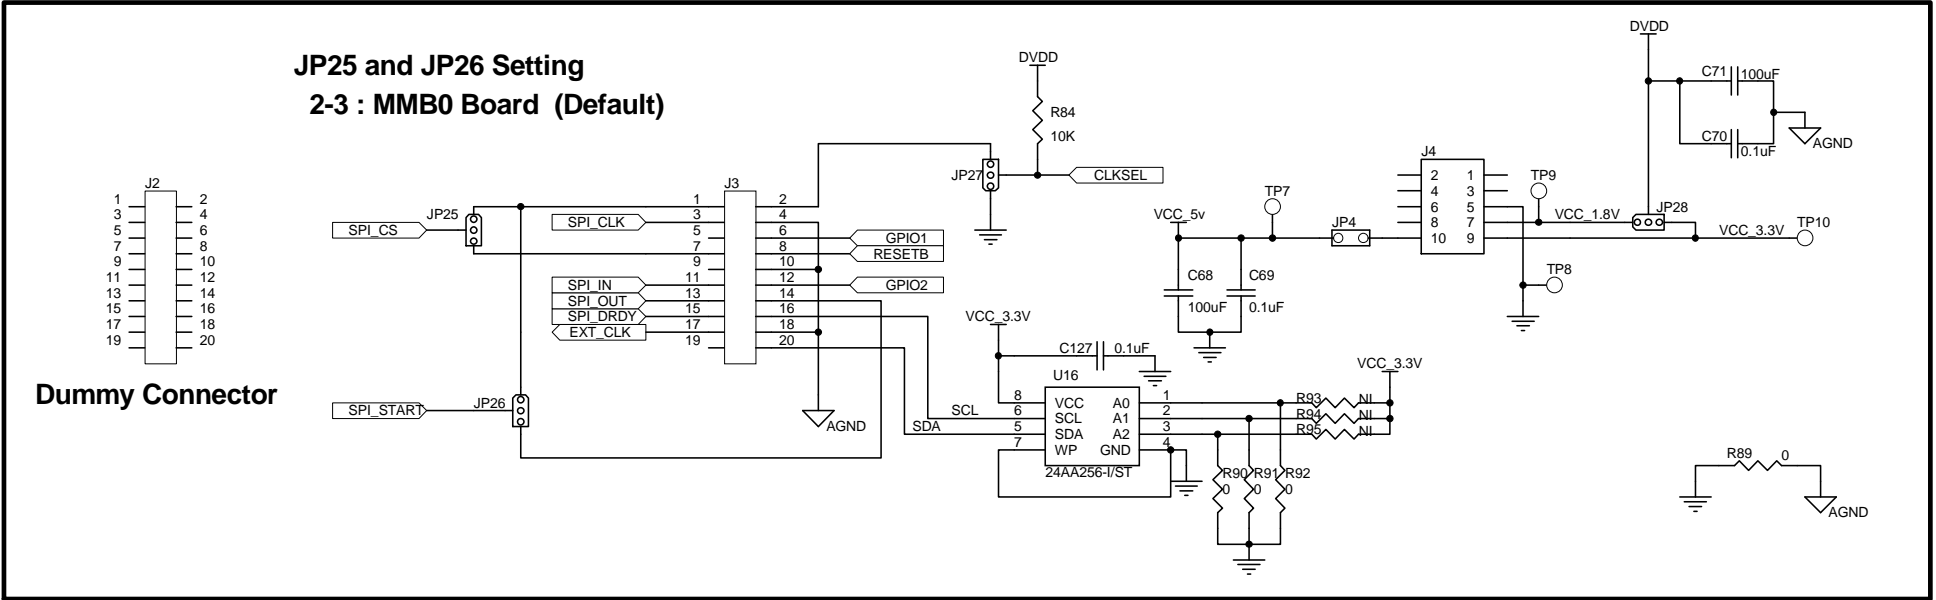 JP25 and JP26 Setting
2-3 : MMB0 Board (Default)
J2
1 2
3 4
5 6
7 8
9 10
11 12
13 14
15 16
17 18
19 20
Dummy Connector
SPI_CS
JP25
SPI_START
JP26
J3
1 2
3 4
5 6
7 8
9 10
11 12
13 14
15 16
17 18
19 20
SPI_CLK
SPI_IN
SPI_OUT
SPI_DRDY
EXT_CLK
GPIO1
RESETB
GPIO2
AGND
DVDD
R84
10K
JP27
CLKSEL
SCL
SDA
VCC_3.3V
C127 0.1uF
U16
8 VCC A0 1
6 SCL A1 2
5 SDA A2 3
7 WP GND 4
24AA256-I/ST
R93 NI
R94 NI
R95 NI
VCC_3.3V
R90 R91 R92
0 0 0
VCC_5v
TP7
JP4
C68 C69
100uF 0.1uF
J4
2 1
4 3
6 5
8 7
10 9
TP9
VCC_1.8V
JP28
VCC_3.3V
TP10
TP8
DVDD
C71 100uF
C70 0.1uF
AGND
R89 0
AGND